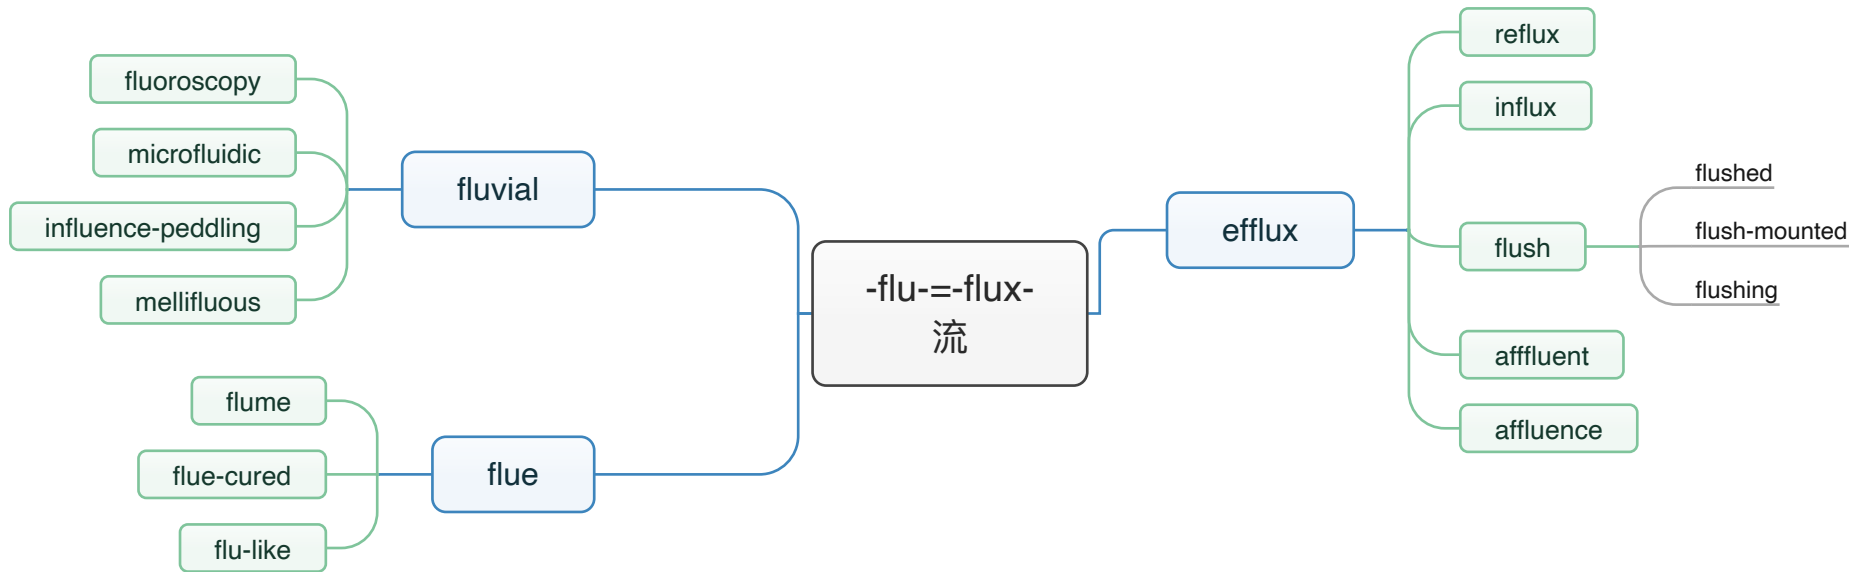 -flu-=-flux-
流
fluvial
fluoroscopy
microfluidic
influence-peddling
mellifluous
flue
flume
flue-cured
flu-like
efflux
reflux
influx
flush
flushed
flush-mounted
flushing
afffluent
affluence